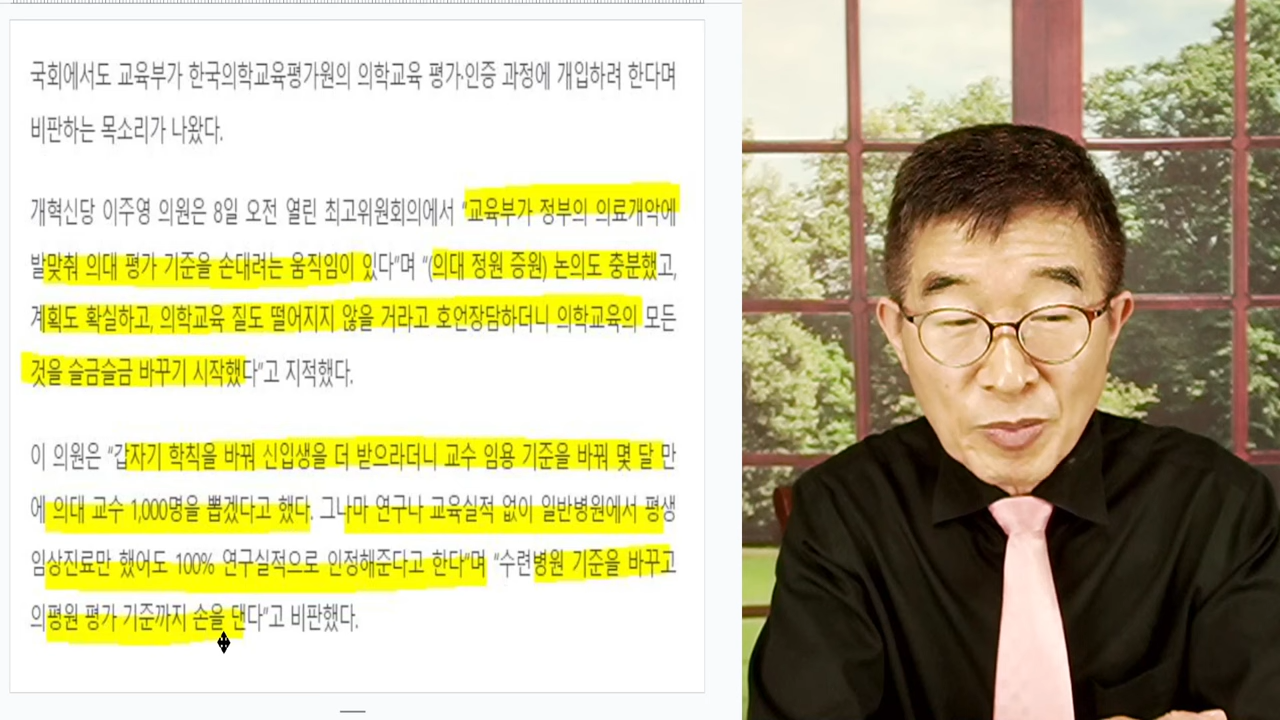 국회에서도 교육부가 한국의학교육평가원의 의학교육 평가·인증 과정에 개입하려 한다며
비판하는 목소리가 나왔다.
개혁신당 이주영 의원은 8일 오전 열린 최고위원회의에서 “교육부가 정부의 의료개악에
발맞춰 의대 평가 기준을 손대려는 움직임이 있다”며 “(의대 정원 증원) 논의도 충분했고,
계획도 확실하고, 의학교육 질도 떨어지지 않을 거라고 호언장담하더니 의학교육의 모든
것을 슬금슬금 바꾸기 시작했다”고 지적했다.
이 의원은 “갑자기 학칙을 바꿔 신입생을 더 받으라더니 교수 임용 기준을 바꿔 몇 달 만
에 의대 교수 1,000명을 뽑겠다고 했다. 그나마 연구나 교육실적 없이 일반병원에서 평생
임상진료만 했어도 100% 연구실적으로 인정해준다고 한다”며 “수련병원 기준을 바꾸고
의평원 평가 기준까지 손을 댄다”고 비판했다.